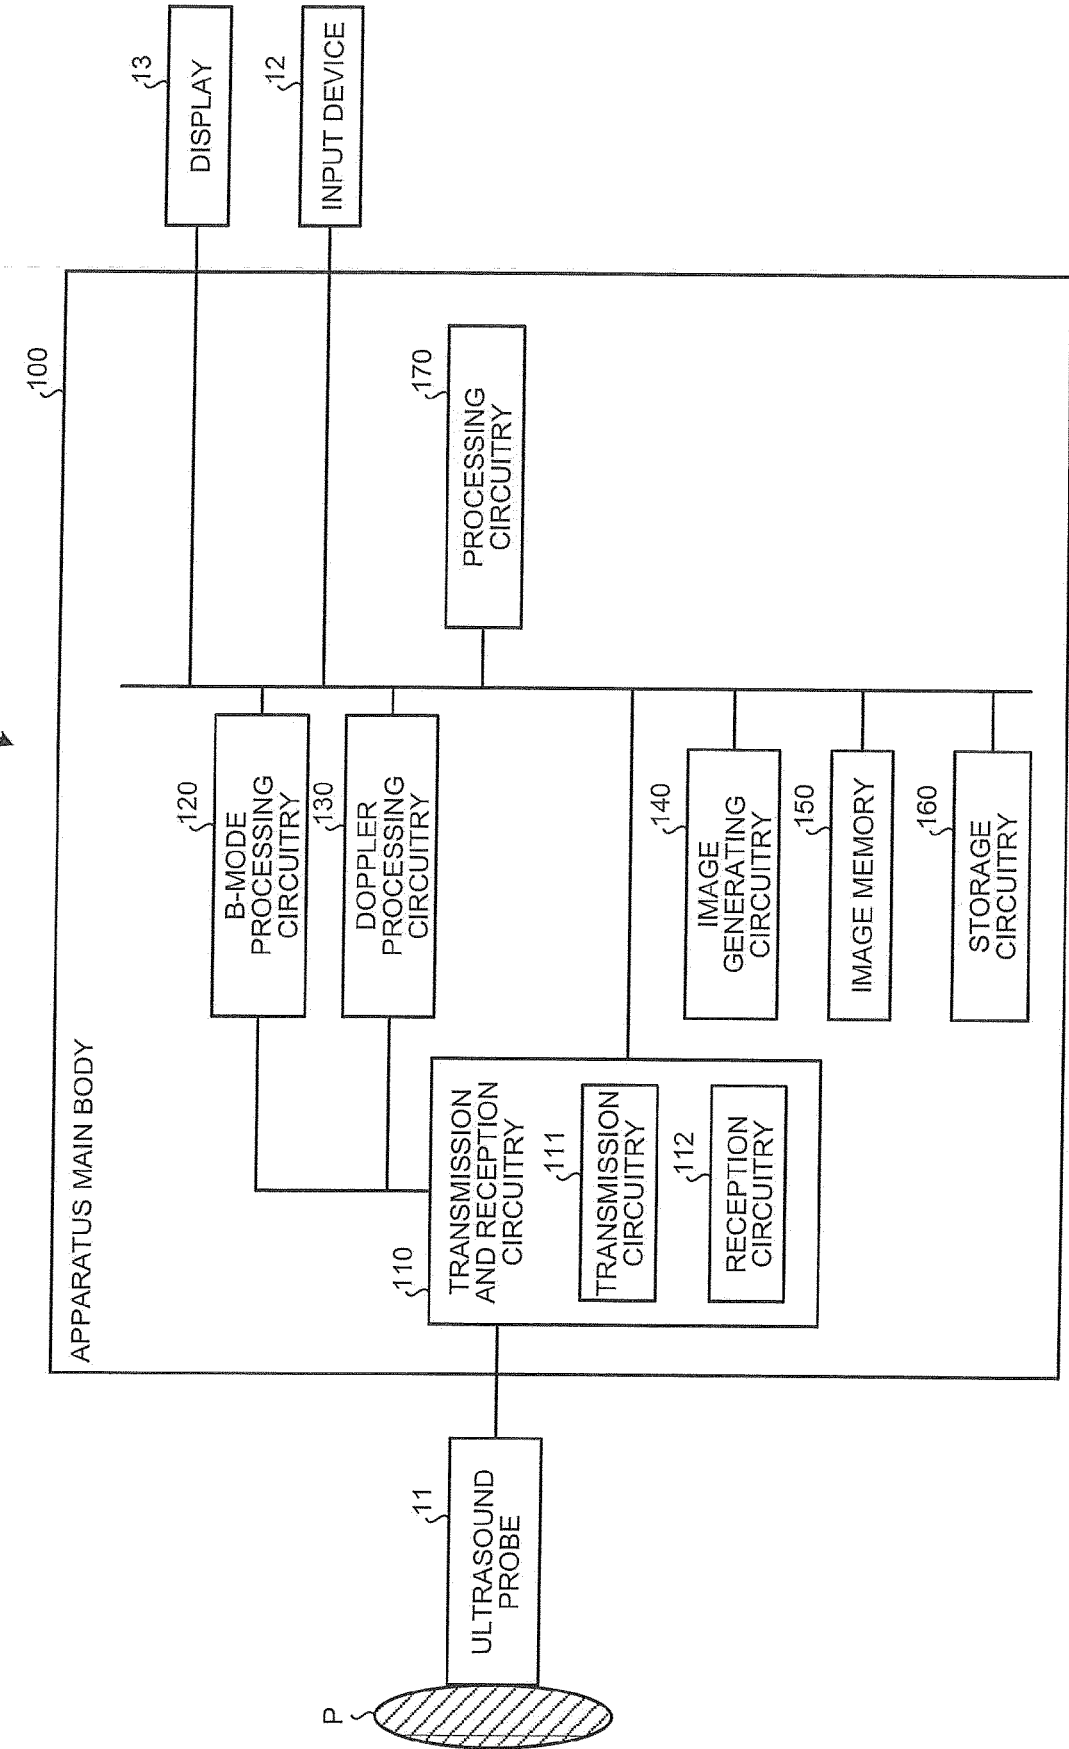 100
APPARATUS MAIN BODY
13
DISPLAY
12
INPUT DEVICE
120
B-MODE
PROCESSING
CIRCUITRY
130
DOPPLER
PROCESSING
CIRCUITRY
170
PROCESSING
CIRCUITRY
P
11
ULTRASOUND
PROBE
110
TRANSMISSION
AND RECEPTION
CIRCUITRY
111
TRANSMISSION
CIRCUITRY
112
RECEPTION
CIRCUITRY
140
IMAGE
GENERATING
CIRCUITRY
150
IMAGE MEMORY
160
STORAGE
CIRCUITRY